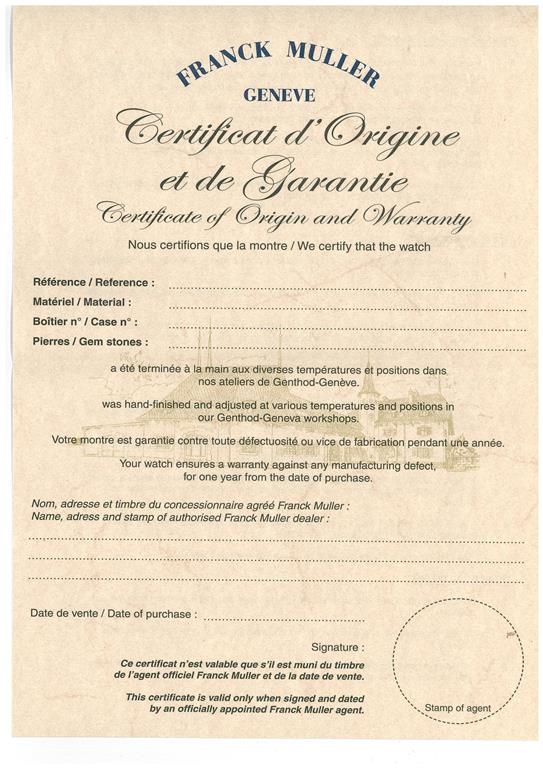 FRANCK MULLER
GENEVE
Certificat d'Origine
et de Garantie
Certificate of Origin and Warranty
Nous certifions que la montre / We certify that the watch
Référence / Reference :
Matériel / Material :
Boîtier n° / Case n° :
Pierres / Gem stones :
a été terminée à la main aux diverses températures et positions dans
nos ateliers de Genthod-Genève.
was hand-finished and adjusted at various temperatures and positions in
our Genthod-Geneva workshops.
Votre montre est garantie contre toute défectuosité ou vice de fabrication pendant une année.
Your watch ensures a warranty against any manufacturing defect,
for one year from the date of purchase.
Nom, adresse et timbre du concessionnaire agréé Franck Muller :
Name, adress and stamp of authorised Franck Muller dealer :
Date de vente / Date of purchase :
Signature :
Ce certificat n'est valable que s'il est muni du timbre
de l'agent officiel Franck Muller et de la date de vente.
This certificate is valid only when signed and dated
by an officially appointed Franck Muller agent.
Stamp of agent